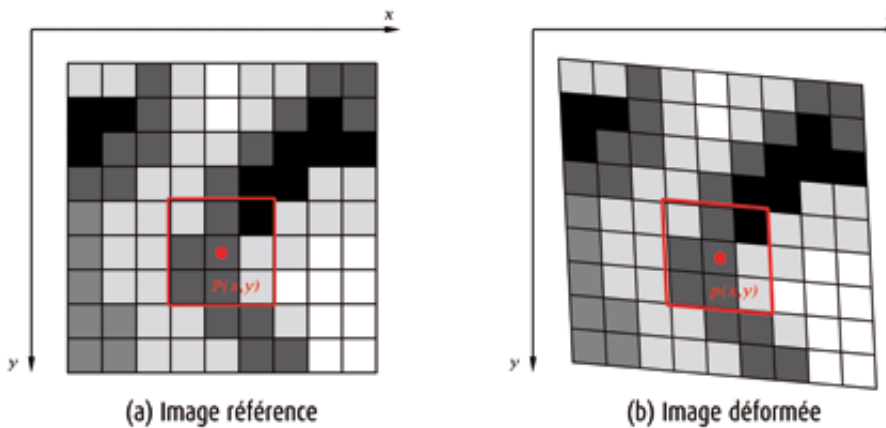 x
y
P(x,y)
(a) Image référence
y
p(x,y)
(b) Image déformée